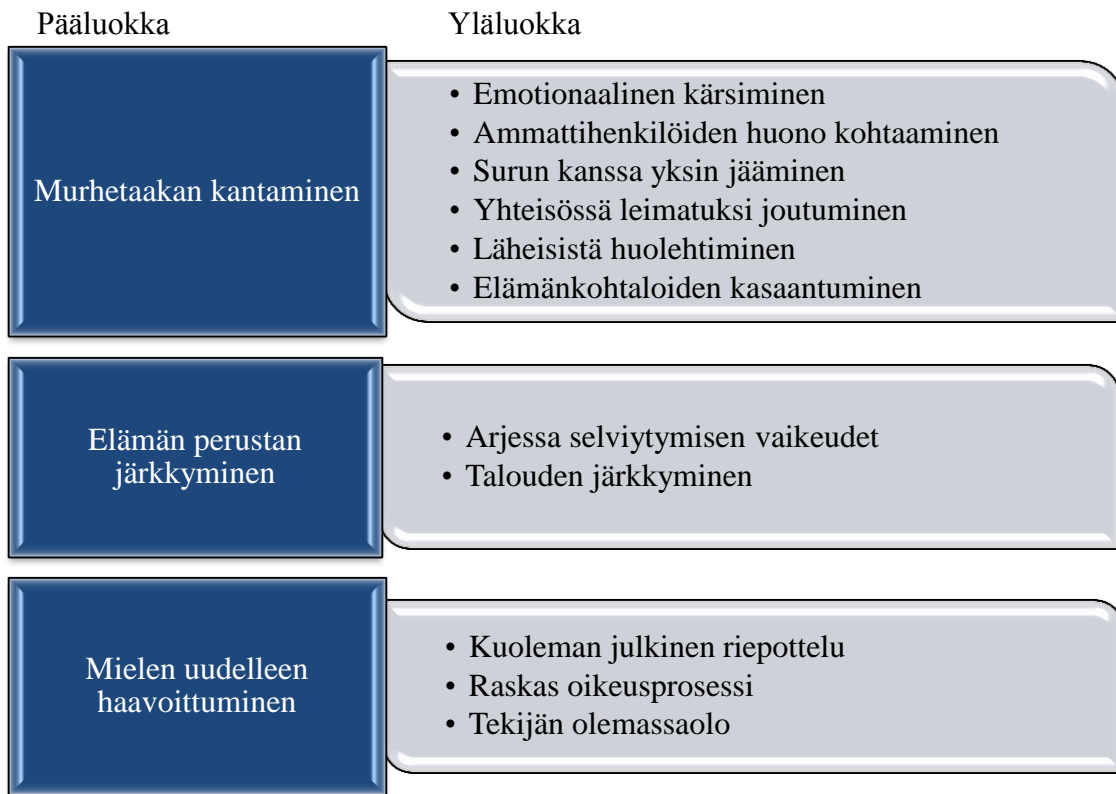 Pääluokka
Yläluokka
Murhetaakan kantaminen
• Emotionaalinen kärsiminen
• Ammattihenkilöiden huono kohtaaminen
• Surun kanssa yksin jääminen
• Yhteisössä leimatuksi joutuminen
• Läheisistä huolehtiminen
• Elämänkohtaloiden kasaantuminen
Elämän perustan
järkkyminen
• Arjessa selviytymisen vaikeudet
• Talouden järkkyminen
Mielen uudelleen
haavoittuminen
• Kuoleman julkinen riepottelu
• Raskas oikeusprosessi
• Tekijän olemassaolo